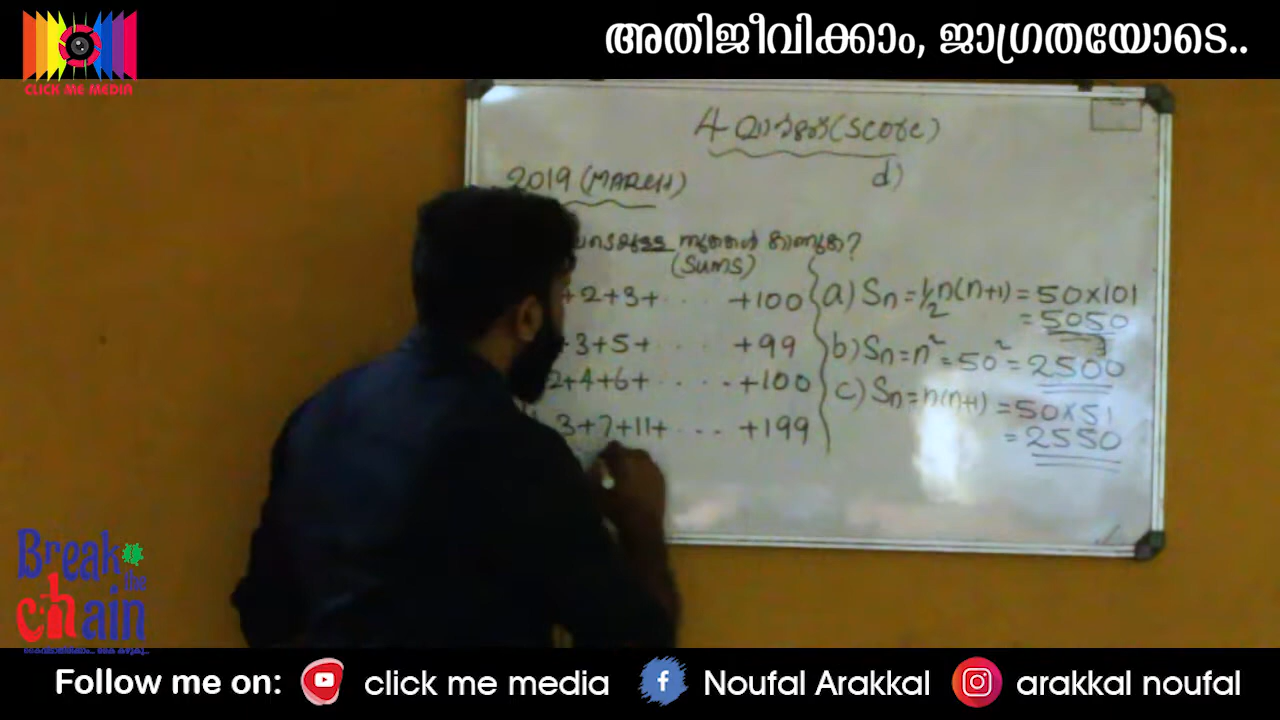 അതിജീവിക്കാം, ജാഗ്രതയോടെ..
CLICK ME MEDIA
4 (Score)
2019 (MARCH)
d)
(Sums)
+2+3+ ..... +100
+3+5+ ..... +99
2+4+6+ ..... +100
3+7+11+ ... +199
a) Sn = 1/2 n(n+1) = 50×101
= 5050
b) Sn = n² = 50² = 2500
c) Sn = n(n+1) = 50×51
= 2550
Break
the
chain
Follow me on: click me media Noufal Arakkal arakkal noufal